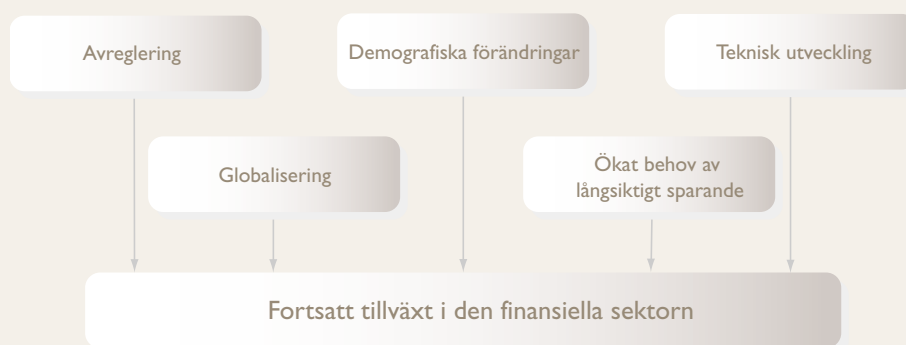 Avreglering
Demografiska förändringar
Teknisk utveckling
Globalisering
Ökat behov av
långsiktigt sparande
Fortsatt tillväxt i den finansiella sektorn